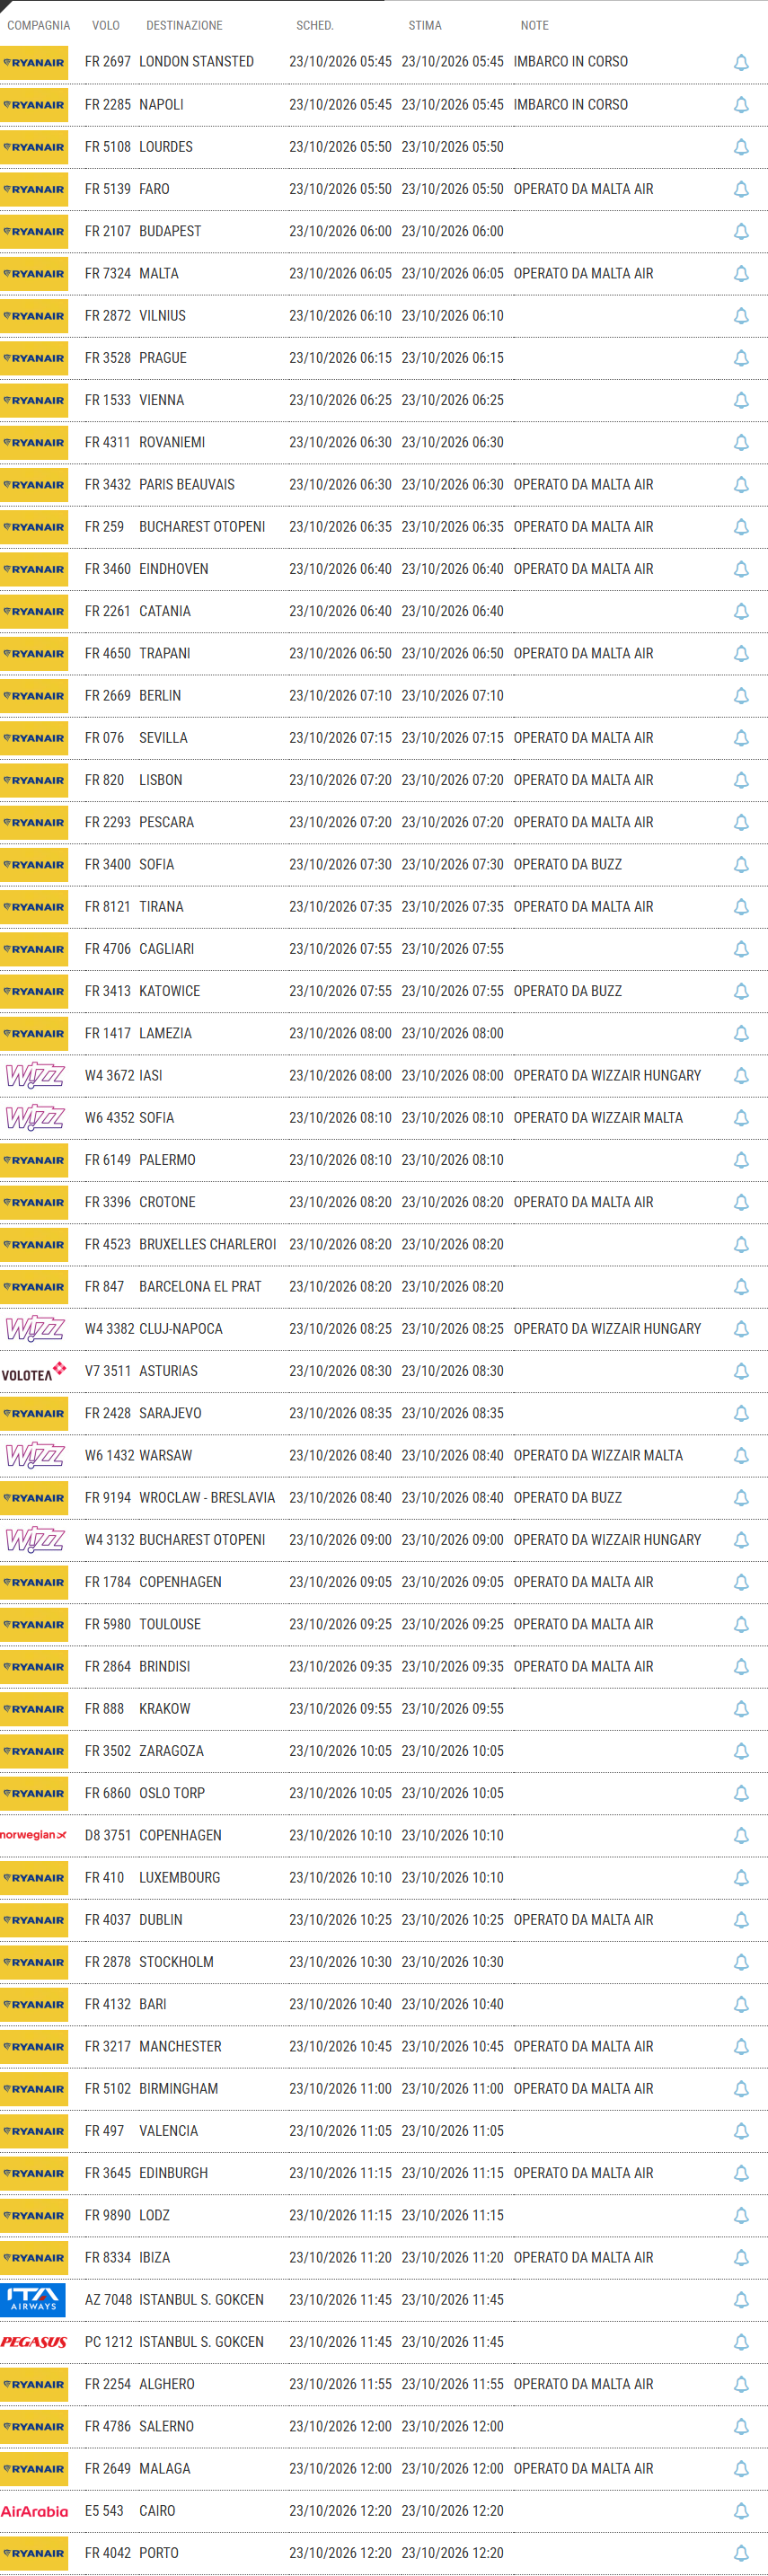 COMPAGNIA VOLO DESTINAZIONE SCHED. STIMA NOTE
RYANAIR FR 2697 LONDON STANSTED 23/10/2026 05:45 23/10/2026 05:45 IMBARCO IN CORSO
RYANAIR FR 2285 NAPOLI 23/10/2026 05:45 23/10/2026 05:45 IMBARCO IN CORSO
RYANAIR FR 5108 LOURDES 23/10/2026 05:50 23/10/2026 05:50
RYANAIR FR 5139 FARO 23/10/2026 05:50 23/10/2026 05:50 OPERATO DA MALTA AIR
RYANAIR FR 2107 BUDAPEST 23/10/2026 06:00 23/10/2026 06:00
RYANAIR FR 7324 MALTA 23/10/2026 06:05 23/10/2026 06:05 OPERATO DA MALTA AIR
RYANAIR FR 2872 VILNIUS 23/10/2026 06:10 23/10/2026 06:10
RYANAIR FR 3528 PRAGUE 23/10/2026 06:15 23/10/2026 06:15
RYANAIR FR 1533 VIENNA 23/10/2026 06:25 23/10/2026 06:25
RYANAIR FR 4311 ROVANIEMI 23/10/2026 06:30 23/10/2026 06:30
RYANAIR FR 3432 PARIS BEAUVAIS 23/10/2026 06:30 23/10/2026 06:30 OPERATO DA MALTA AIR
RYANAIR FR 259 BUCHAREST OTOPENI 23/10/2026 06:35 23/10/2026 06:35 OPERATO DA MALTA AIR
RYANAIR FR 3460 EINDHOVEN 23/10/2026 06:40 23/10/2026 06:40 OPERATO DA MALTA AIR
RYANAIR FR 2261 CATANIA 23/10/2026 06:40 23/10/2026 06:40
RYANAIR FR 4650 TRAPANI 23/10/2026 06:50 23/10/2026 06:50 OPERATO DA MALTA AIR
RYANAIR FR 2669 BERLIN 23/10/2026 07:10 23/10/2026 07:10
RYANAIR FR 076 SEVILLA 23/10/2026 07:15 23/10/2026 07:15 OPERATO DA MALTA AIR
RYANAIR FR 820 LISBON 23/10/2026 07:20 23/10/2026 07:20 OPERATO DA MALTA AIR
RYANAIR FR 2293 PESCARA 23/10/2026 07:20 23/10/2026 07:20 OPERATO DA MALTA AIR
RYANAIR FR 3400 SOFIA 23/10/2026 07:30 23/10/2026 07:30 OPERATO DA BUZZ
RYANAIR FR 8121 TIRANA 23/10/2026 07:35 23/10/2026 07:35 OPERATO DA MALTA AIR
RYANAIR FR 4706 CAGLIARI 23/10/2026 07:55 23/10/2026 07:55
RYANAIR FR 3413 KATOWICE 23/10/2026 07:55 23/10/2026 07:55 OPERATO DA BUZZ
RYANAIR FR 1417 LAMEZIA 23/10/2026 08:00 23/10/2026 08:00
WIZZ W4 3672 IASI 23/10/2026 08:00 23/10/2026 08:00 OPERATO DA WIZZAIR HUNGARY
WIZZ W6 4352 SOFIA 23/10/2026 08:10 23/10/2026 08:10 OPERATO DA WIZZAIR MALTA
RYANAIR FR 6149 PALERMO 23/10/2026 08:10 23/10/2026 08:10
RYANAIR FR 3396 CROTONE 23/10/2026 08:20 23/10/2026 08:20 OPERATO DA MALTA AIR
RYANAIR FR 4523 BRUXELLES CHARLEROI 23/10/2026 08:20 23/10/2026 08:20
RYANAIR FR 847 BARCELONA EL PRAT 23/10/2026 08:20 23/10/2026 08:20
WIZZ W4 3382 CLUJ-NAPOCA 23/10/2026 08:25 23/10/2026 08:25 OPERATO DA WIZZAIR HUNGARY
VOLOTEA V7 3511 ASTURIAS 23/10/2026 08:30 23/10/2026 08:30
RYANAIR FR 2428 SARAJEVO 23/10/2026 08:35 23/10/2026 08:35
WIZZ W6 1432 WARSAW 23/10/2026 08:40 23/10/2026 08:40 OPERATO DA WIZZAIR MALTA
RYANAIR FR 9194 WROCLAW - BRESLAVIA 23/10/2026 08:40 23/10/2026 08:40 OPERATO DA BUZZ
WIZZ W4 3132 BUCHAREST OTOPENI 23/10/2026 09:00 23/10/2026 09:00 OPERATO DA WIZZAIR HUNGARY
RYANAIR FR 1784 COPENHAGEN 23/10/2026 09:05 23/10/2026 09:05 OPERATO DA MALTA AIR
RYANAIR FR 5980 TOULOUSE 23/10/2026 09:25 23/10/2026 09:25 OPERATO DA MALTA AIR
RYANAIR FR 2864 BRINDISI 23/10/2026 09:35 23/10/2026 09:35 OPERATO DA MALTA AIR
RYANAIR FR 888 KRAKOW 23/10/2026 09:55 23/10/2026 09:55
RYANAIR FR 3502 ZARAGOZA 23/10/2026 10:05 23/10/2026 10:05
RYANAIR FR 6860 OSLO TORP 23/10/2026 10:05 23/10/2026 10:05
norwegian D8 3751 COPENHAGEN 23/10/2026 10:10 23/10/2026 10:10
RYANAIR FR 410 LUXEMBOURG 23/10/2026 10:10 23/10/2026 10:10
RYANAIR FR 4037 DUBLIN 23/10/2026 10:25 23/10/2026 10:25 OPERATO DA MALTA AIR
RYANAIR FR 2878 STOCKHOLM 23/10/2026 10:30 23/10/2026 10:30
RYANAIR FR 4132 BARI 23/10/2026 10:40 23/10/2026 10:40
RYANAIR FR 3217 MANCHESTER 23/10/2026 10:45 23/10/2026 10:45 OPERATO DA MALTA AIR
RYANAIR FR 5102 BIRMINGHAM 23/10/2026 11:00 23/10/2026 11:00 OPERATO DA MALTA AIR
RYANAIR FR 497 VALENCIA 23/10/2026 11:05 23/10/2026 11:05
RYANAIR FR 3645 EDINBURGH 23/10/2026 11:15 23/10/2026 11:15 OPERATO DA MALTA AIR
RYANAIR FR 9890 LODZ 23/10/2026 11:15 23/10/2026 11:15
RYANAIR FR 8334 IBIZA 23/10/2026 11:20 23/10/2026 11:20 OPERATO DA MALTA AIR
ITA AIRWAYS AZ 7048 ISTANBUL S. GOKCEN 23/10/2026 11:45 23/10/2026 11:45
PEGASUS PC 1212 ISTANBUL S. GOKCEN 23/10/2026 11:45 23/10/2026 11:45
RYANAIR FR 2254 ALGHERO 23/10/2026 11:55 23/10/2026 11:55 OPERATO DA MALTA AIR
RYANAIR FR 4786 SALERNO 23/10/2026 12:00 23/10/2026 12:00
RYANAIR FR 2649 MALAGA 23/10/2026 12:00 23/10/2026 12:00 OPERATO DA MALTA AIR
AirArabia E5 543 CAIRO 23/10/2026 12:20 23/10/2026 12:20
RYANAIR FR 4042 PORTO 23/10/2026 12:20 23/10/2026 12:20